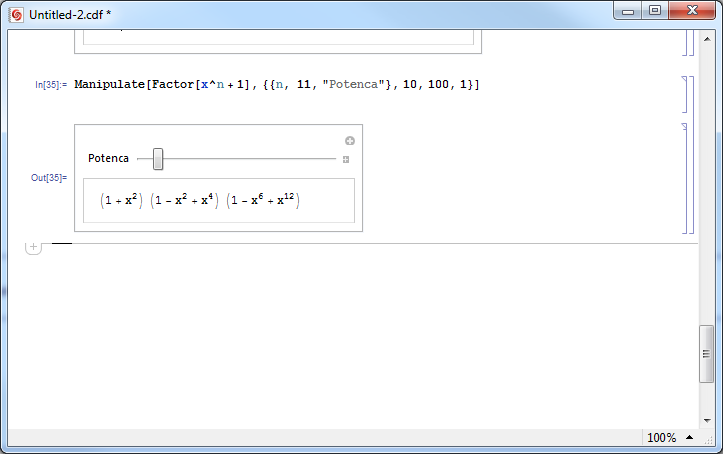 Untitled-2.cdf *
In[35]:= Manipulate[Factor[x^n + 1], {{n, 11, "Potenca"}, 10, 100, 1}]
Potenca
Out[35]=
(1 + x²) (1 - x² + x⁴) (1 - x⁶ + x¹²)
100%